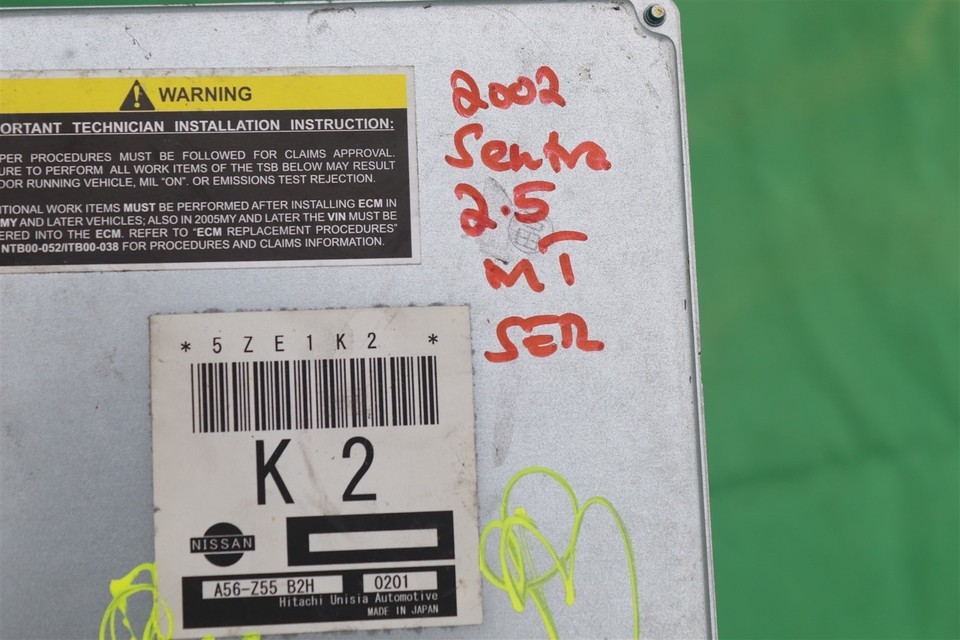 WARNING
ORTANT TECHNICIAN INSTALLATION INSTRUCTION:
PER PROCEDURES MUST BE FOLLOWED FOR CLAIMS APPROVAL.
URE TO PERFORM ALL WORK ITEMS OF THE TSB BELOW MAY RESULT
OOR RUNNING VEHICLE, MIL "ON". OR EMISSIONS TEST REJECTION.
ITIONAL WORK ITEMS MUST BE PERFORMED AFTER INSTALLING ECM IN
MY AND LATER VEHICLES; ALSO IN 2005MY AND LATER THE VIN MUST BE
ERED INTO THE ECM. REFER TO "ECM REPLACEMENT PROCEDURES"
NTB00-052/ITB00-038 FOR PROCEDURES AND CLAIMS INFORMATION.
2002
Sentra
2.5
MT
SER
* 5ZE1K2 *
K 2
NISSAN
A56-Z55 B2H 0201
Hitachi Unisia Automotive
MADE IN JAPAN